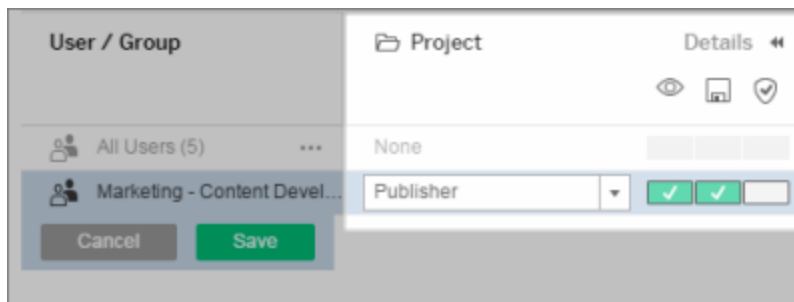 User / Group Project Details
All Users (5) ... None
Marketing - Content Devel... Publisher
Cancel Save